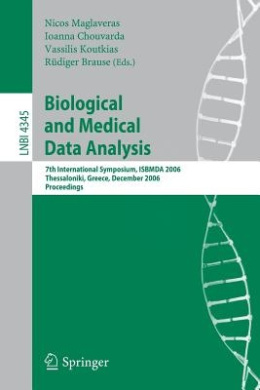 Nicos Maglaveras
Ioanna Chouvarda
Vassilis Koutkias
Rüdiger Brause (Eds.)
LNBI 4345
Biological
and Medical
Data Analysis
7th International Symposium, ISBMDA 2006
Thessaloniki, Greece, December 2006
Proceedings
Springer